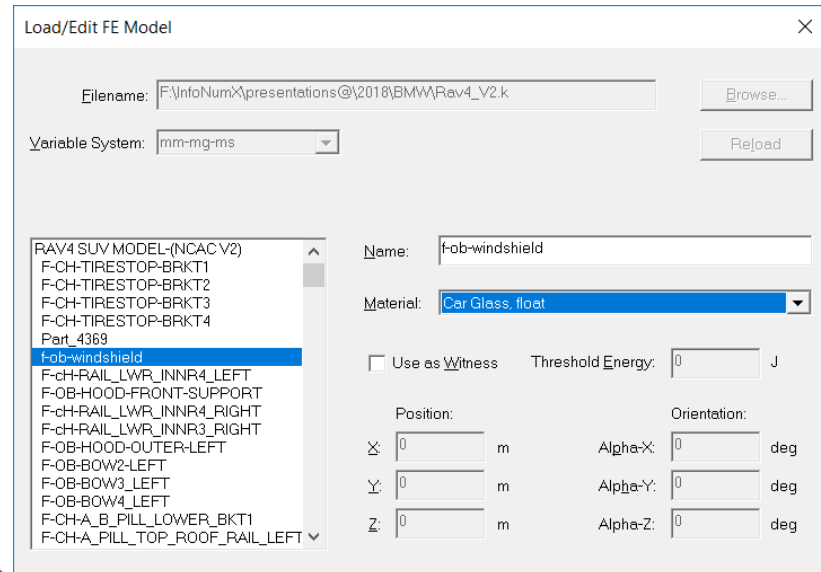 Load/Edit FE Model
Filename: F:\InfoNumX\presentations@\2018\BMW\Rav4_V2.k Browse...
Variable System: mm-mg-ms Reload
RAV4 SUV MODEL-(NCAC V2)
F-CH-TIRESTOP-BRKT1
F-CH-TIRESTOP-BRKT2
F-CH-TIRESTOP-BRKT3
F-CH-TIRESTOP-BRKT4
Part_4369
f-ob-windshield
F-cH-RAIL_LWR_INNR4_LEFT
F-OB-HOOD-FRONT-SUPPORT
F-cH-RAIL_LWR_INNR4_RIGHT
F-cH-RAIL_LWR_INNR3_RIGHT
F-OB-HOOD-OUTER-LEFT
F-OB-BOW2-LEFT
F-OB-BOW3_LEFT
F-OB-BOW4_LEFT
F-CH-A_B_PILL_LOWER_BKT1
F-CH-A_PILL_TOP_ROOF_RAIL_LEFT
Name: f-ob-windshield
Material: Car Glass, float
Use as Witness Threshold Energy: 0 J
Position: Orientation:
X: 0 m Alpha-X: 0 deg
Y: 0 m Alpha-Y: 0 deg
Z: 0 m Alpha-Z: 0 deg